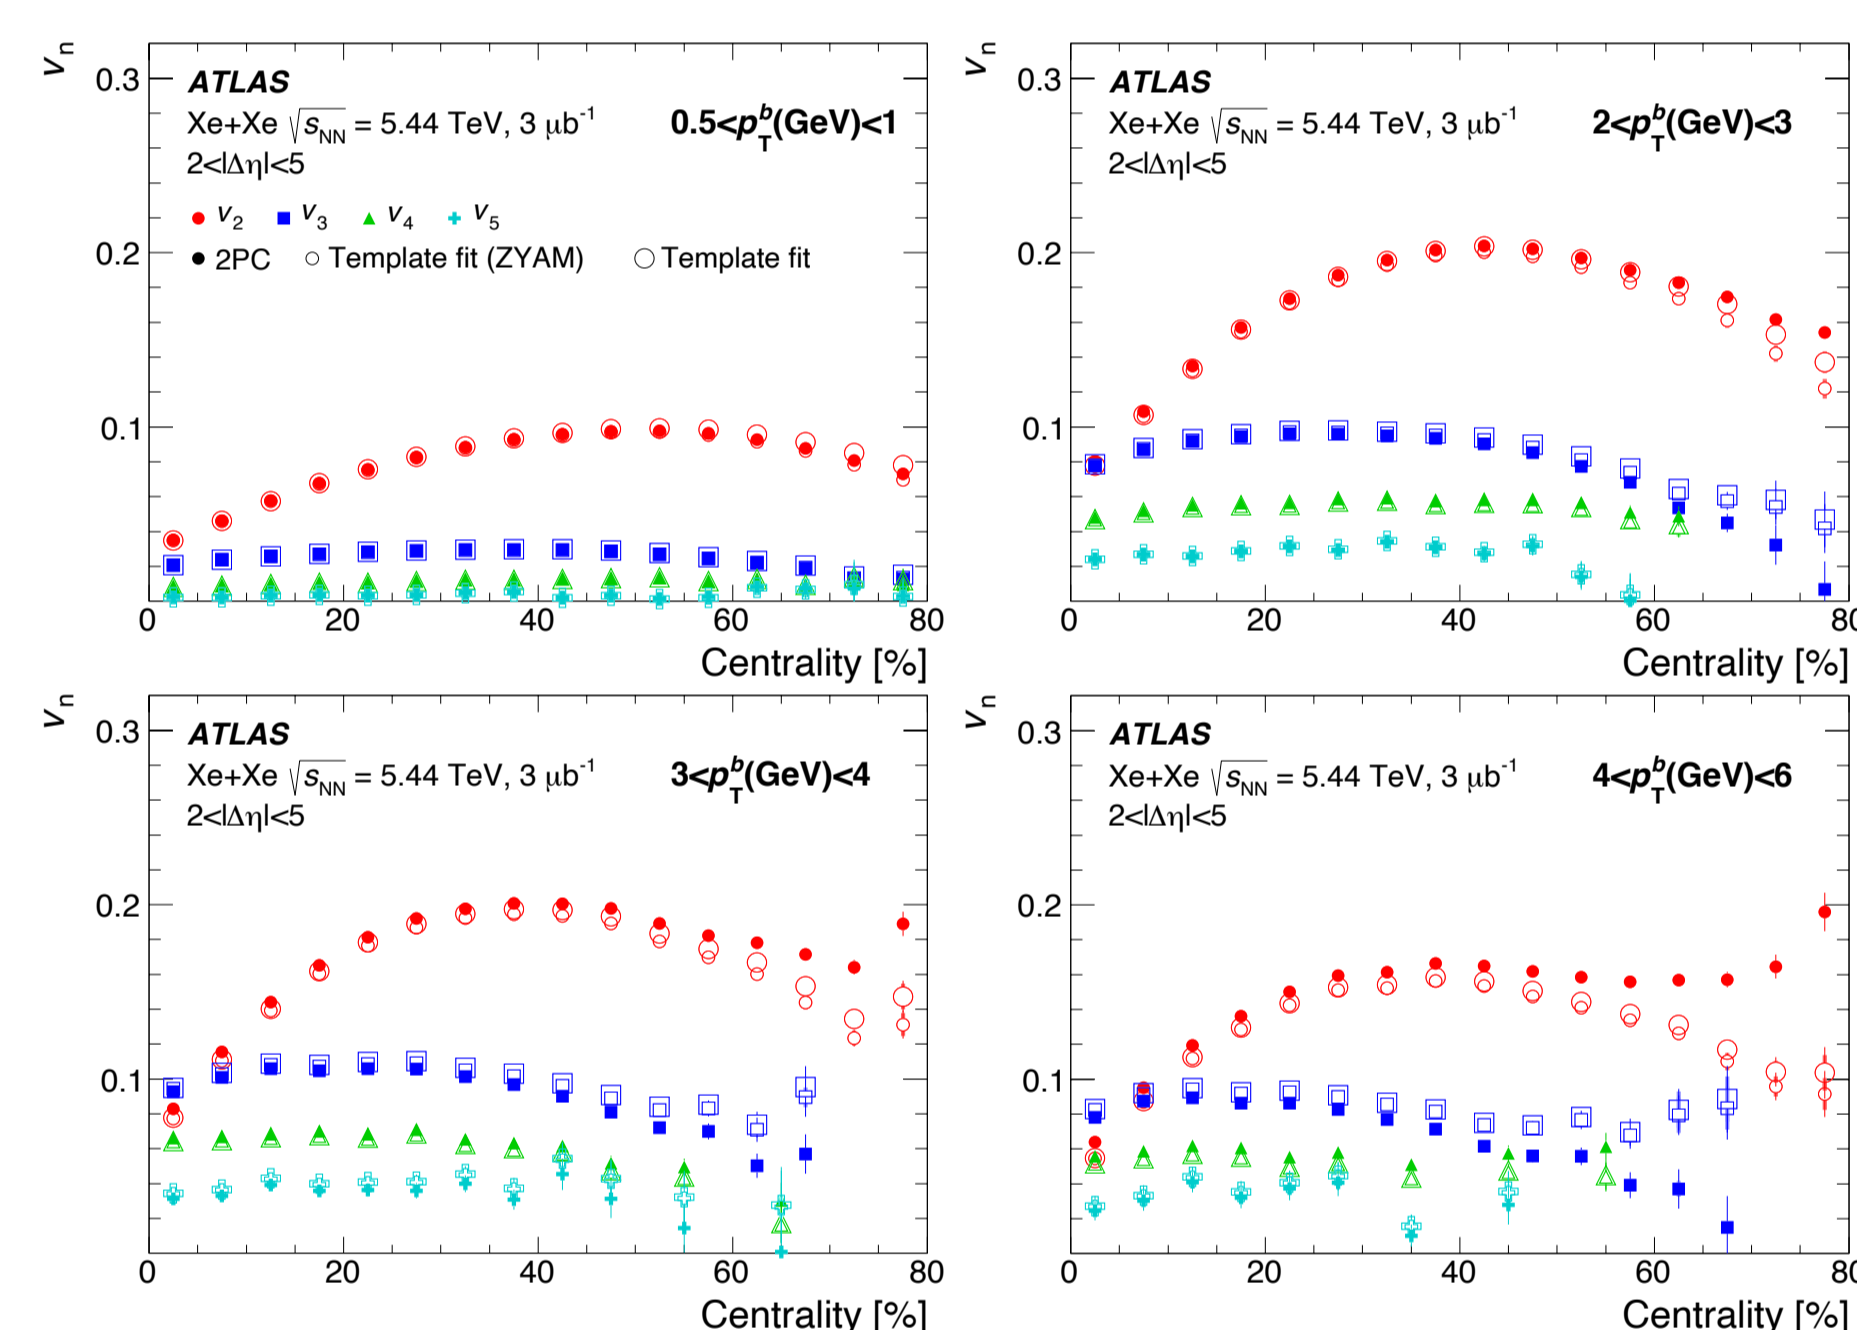 vn
ATLAS
Xe+Xe √sNN = 5.44 TeV, 3 μb-1
0.5<pTb(GeV)<1
2<|Δη|<5
v2 v3 v4 v5
2PC Template fit (ZYAM) Template fit
0.3
0.2
0.1
0 20 40 60 80
Centrality [%]
vn
ATLAS
Xe+Xe √sNN = 5.44 TeV, 3 μb-1
2<pTb(GeV)<3
2<|Δη|<5
0.3
0.2
0.1
0 20 40 60 80
Centrality [%]
vn
ATLAS
Xe+Xe √sNN = 5.44 TeV, 3 μb-1
3<pTb(GeV)<4
2<|Δη|<5
0.3
0.2
0.1
0 20 40 60 80
Centrality [%]
vn
ATLAS
Xe+Xe √sNN = 5.44 TeV, 3 μb-1
4<pTb(GeV)<6
2<|Δη|<5
0.3
0.2
0.1
0 20 40 60 80
Centrality [%]